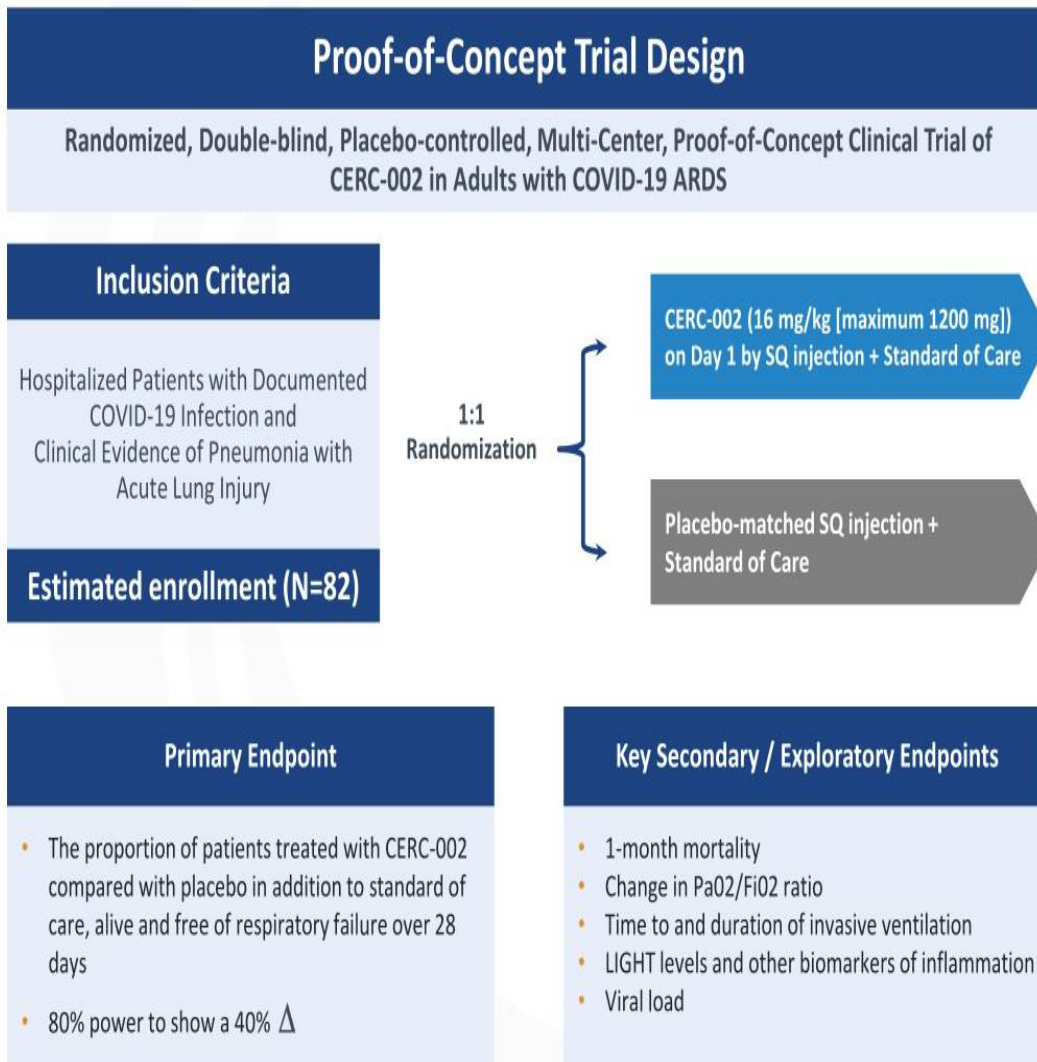 Proof-of-Concept Trial Design
Randomized, Double-blind, Placebo-controlled, Multi-Center, Proof-of-Concept Clinical Trial of
CERC-002 in Adults with COVID-19 ARDS
Inclusion Criteria
Hospitalized Patients with Documented
COVID-19 Infection and
Clinical Evidence of Pneumonia with
Acute Lung Injury
Estimated enrollment (N=82)
1:1
Randomization
CERC-002 (16 mg/kg [maximum 1200 mg])
on Day 1 by SQ injection + Standard of Care
Placebo-matched SQ injection +
Standard of Care
Primary Endpoint
• The proportion of patients treated with CERC-002
compared with placebo in addition to standard of
care, alive and free of respiratory failure over 28
days
• 80% power to show a 40% Δ
Key Secondary / Exploratory Endpoints
• 1-month mortality
• Change in Pa02/Fi02 ratio
• Time to and duration of invasive ventilation
• LIGHT levels and other biomarkers of inflammation
• Viral load